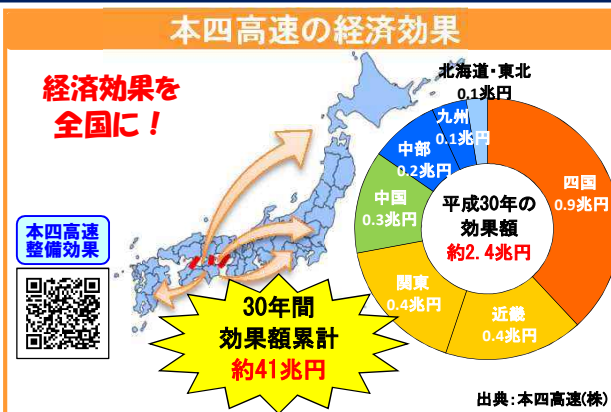 本四高速の経済効果
経済効果を
全国に！
本四高速
整備効果
30年間
効果額累計
約41兆円
北海道・東北
0.1兆円
九州
0.1兆円
中部
0.2兆円
中国
0.3兆円
関東
0.4兆円
近畿
0.4兆円
四国
0.9兆円
平成30年の
効果額
約2.4兆円
出典：本四高速(株)